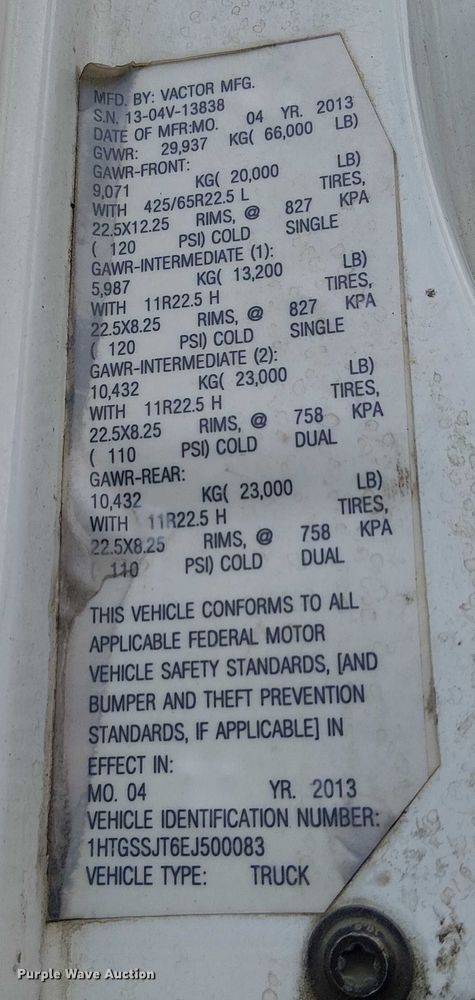 MFD. BY: VACTOR MFG.
S.N. 13-04V-13838
DATE OF MFR:MO. 04 YR. 2013
GVWR: 29,937 KG( 66,000 LB)
GAWR-FRONT:
9,071 KG( 20,000 LB)
WITH 425/65R22.5 L TIRES,
22.5X12.25 RIMS, @ 827 KPA
( 120 PSI) COLD SINGLE
GAWR-INTERMEDIATE (1):
5,987 KG( 13,200 LB)
WITH 11R22.5 H TIRES,
22.5X8.25 RIMS, @ 827 KPA
( 120 PSI) COLD SINGLE
GAWR-INTERMEDIATE (2):
10,432 KG( 23,000 LB)
WITH 11R22.5 H TIRES,
22.5X8.25 RIMS, @ 758 KPA
( 110 PSI) COLD DUAL
GAWR-REAR:
10,432 KG( 23,000 LB)
WITH 11R22.5 H TIRES,
22.5X8.25 RIMS, @ 758 KPA
( 110 PSI) COLD DUAL
THIS VEHICLE CONFORMS TO ALL
APPLICABLE FEDERAL MOTOR
VEHICLE SAFETY STANDARDS, [AND
BUMPER AND THEFT PREVENTION
STANDARDS, IF APPLICABLE] IN
EFFECT IN:
MO. 04 YR. 2013
VEHICLE IDENTIFICATION NUMBER:
1HTGSSJT6EJ500083
VEHICLE TYPE: TRUCK
Purple Wave Auction